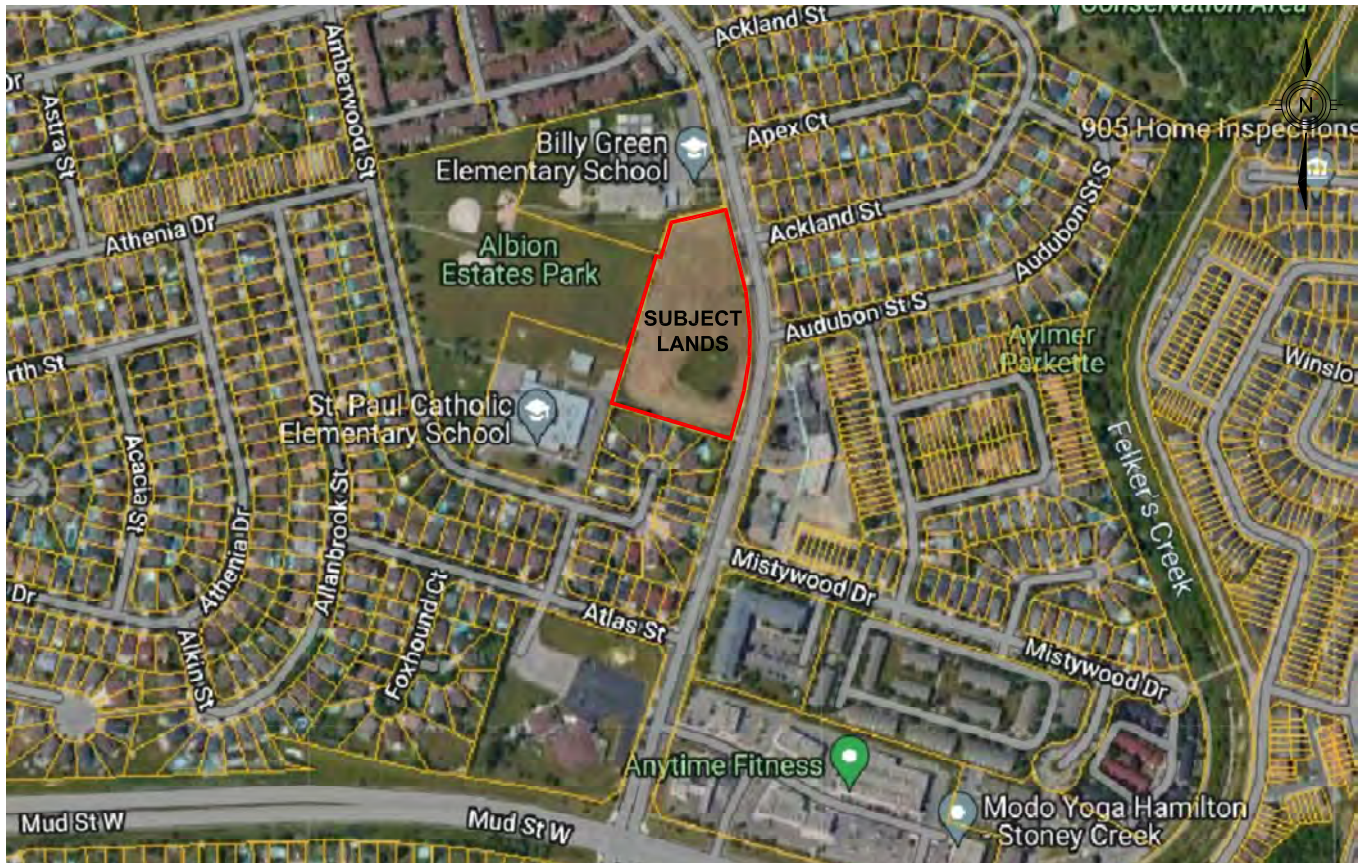 Conservation Area
Ackland St
Amberwood St
Dr
Astra St
N
Apex Ct
905 Home Inspections
Billy Green
Elementary School
Audubon St S
Athenia Dr
Ackland St
Albion
Estates Park
Audubon St S
SUBJECT
LANDS
Aylmer
Parkette
rth St
Winslo
St. Paul Catholic
Elementary School
Acacia St
Felker's Creek
Athenia Dr
Allanbrook St
Mistywood Dr
Dr
Alkin St
Foxhound Ct
Atlas St
Mistywood Dr
Anytime Fitness
Mud St W
Mud St W
Modo Yoga Hamilton
Stoney Creek